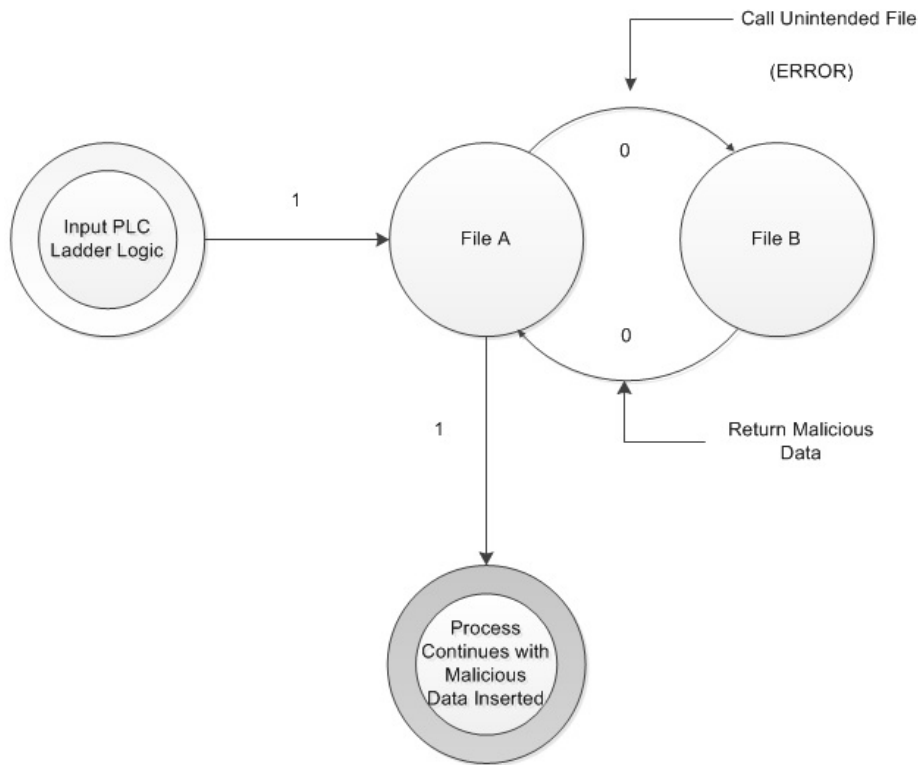 Call Unintended File
(ERROR)
0
1
Input PLC
Ladder Logic
File A
File B
0
1
Return Malicious
Data
Process
Continues with
Malicious
Data Inserted